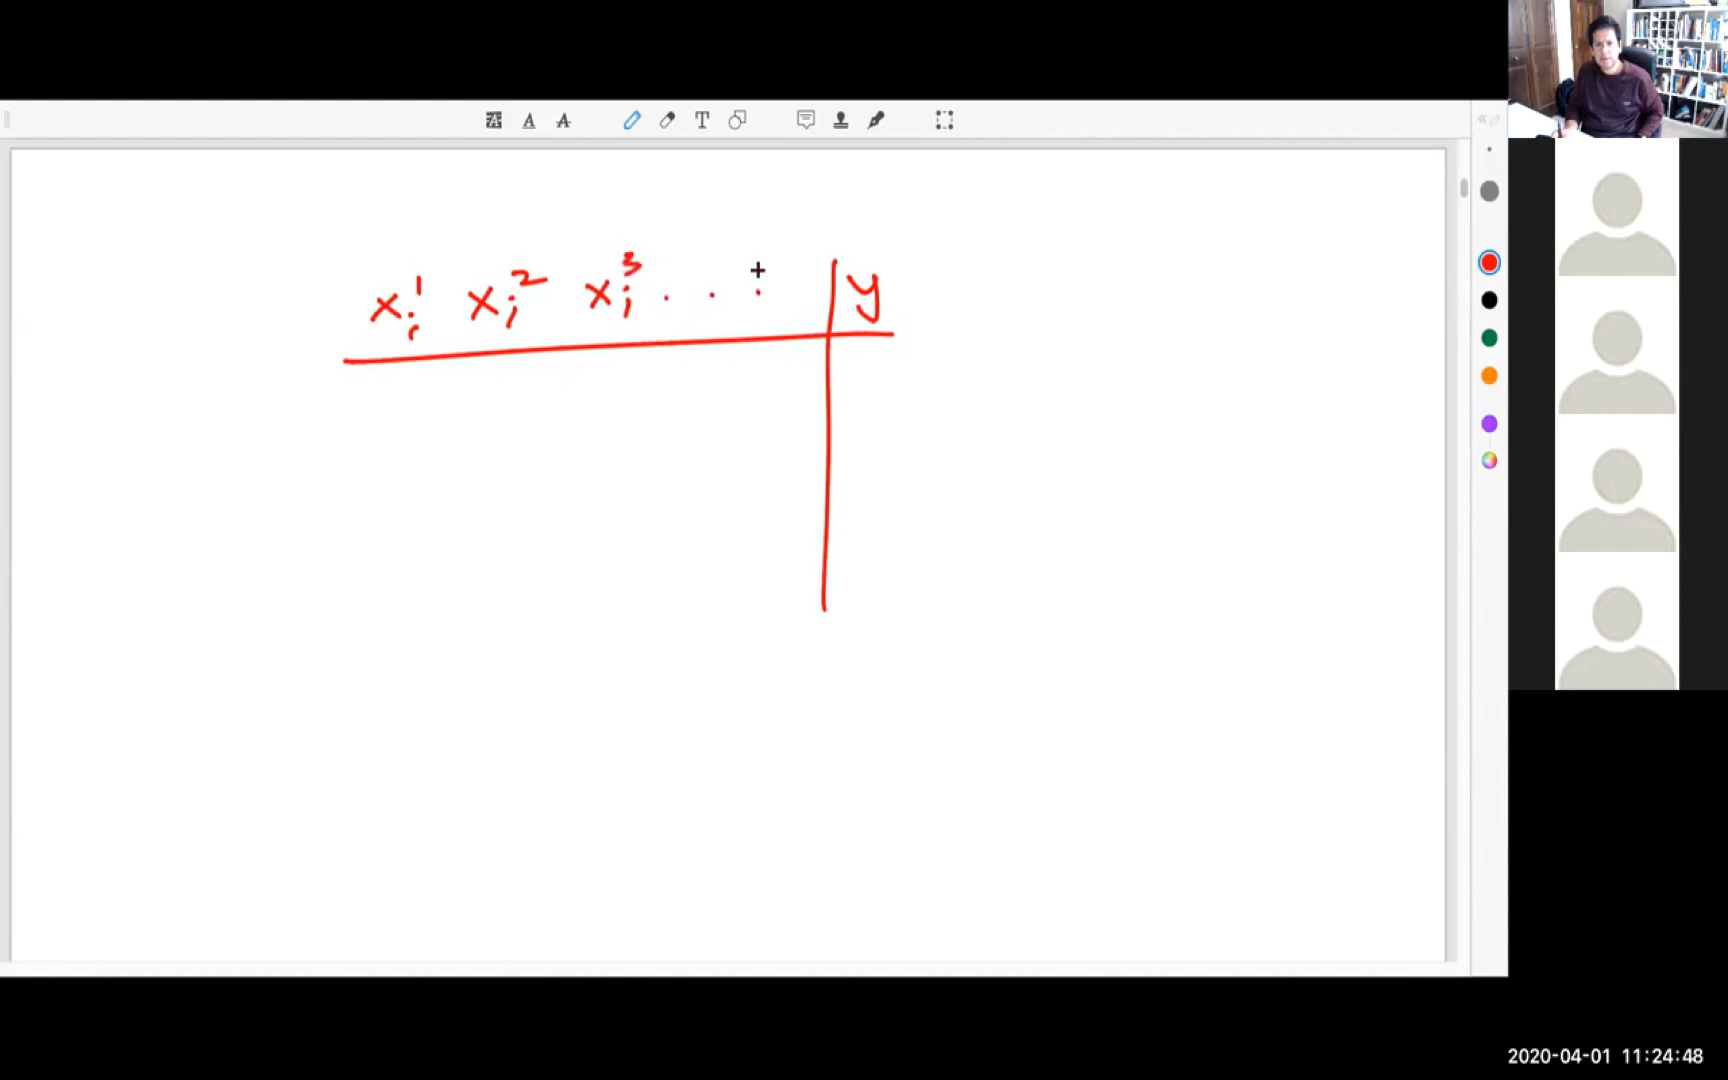 x_i^1 x_i^2 x_i^3 . . . | y
2020-04-01 11:24:48